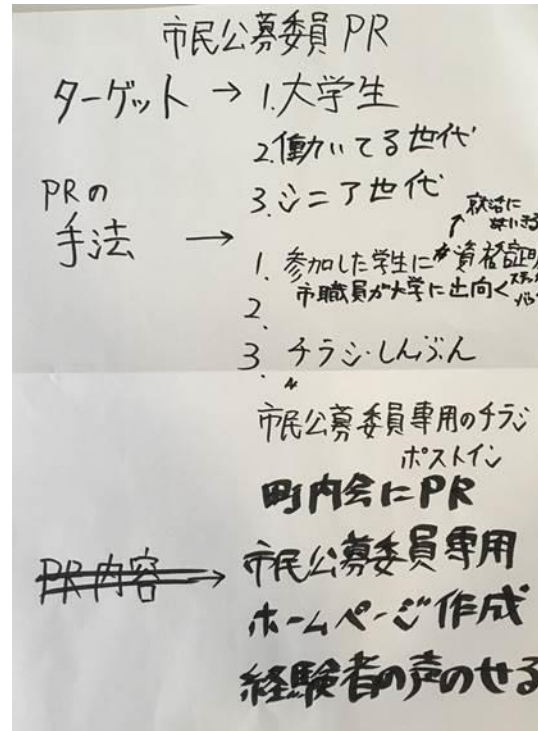 市民公募委員 PR
ターゲット → 1.大学生
2.働いてる世代
3.シニア世代
PRの
手法 →
就活に
1. 参加した学生に 資格証明
市職員が大学に出向く
2.
3. チラシ・しんぶん
市民公募委員専用のチラシ
ポストイン
町内会にPR
PR内容 → 市民公募委員専用
ホームページ作成
経験者の声のせる